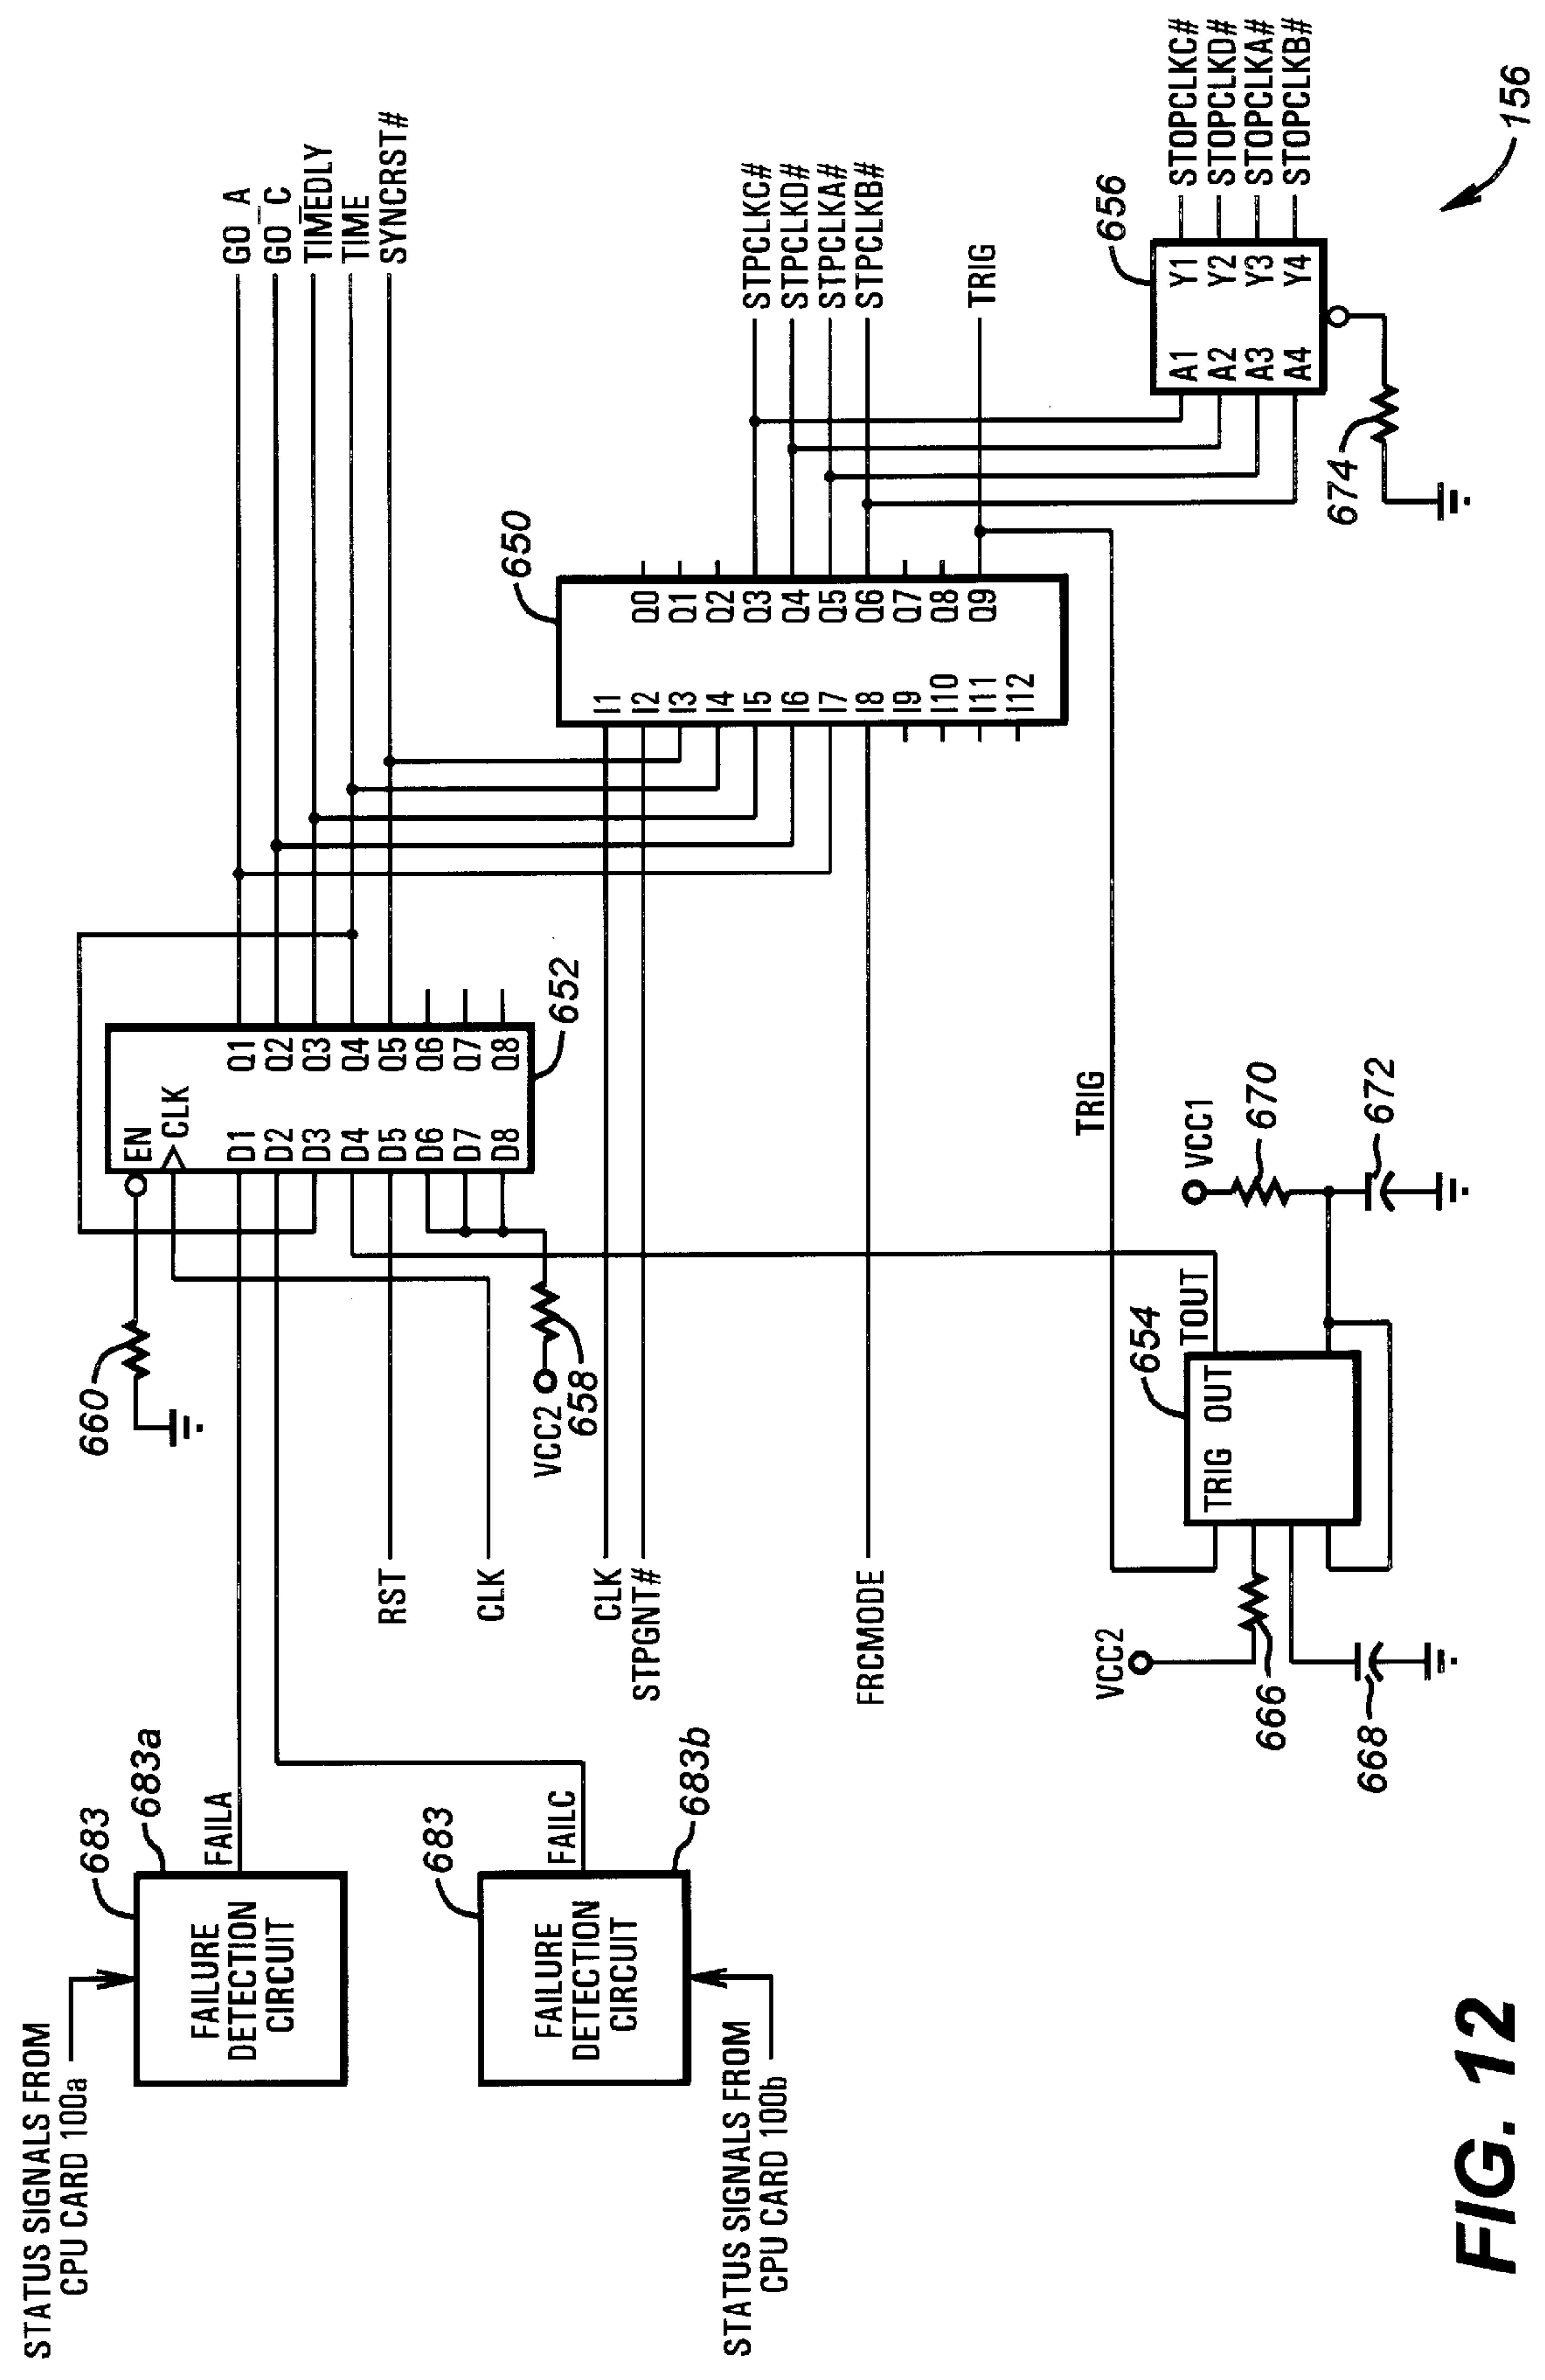 STATUS SIGNALS FROM
CPU CARD 100a
683
683a
FAILURE
DETECTION
CIRCUIT
FAILA
STATUS SIGNALS FROM
CPU CARD 100b
683
683b
FAILURE
DETECTION
CIRCUIT
FAILC
660
RST
CLK
VCC2
658
EN
CLK
D1 Q1
D2 Q2
D3 Q3
D4 Q4
D5 Q5
D6 Q6
D7 Q7
D8 Q8
652
GO_A
GO_C
TIMEDLY
TIME
SYNCRST#
CLK
STPGNT#
FRCMODE
650
I1
I2 Q0
I3 Q1
I4 Q2
I5 Q3
I6 Q4
I7 Q5
I8 Q6
I9 Q7
I10 Q8
I11 Q9
I12
STPCLKC#
STPCLKD#
STPCLKA#
STPCLKB#
TRIG
TRIG
VCC2
666
668
654
TRIG OUT
TOUT
VCC1
670
672
656
A1 Y1
A2 Y2
A3 Y3
A4 Y4
STOPCLKC#
STOPCLKD#
STOPCLKA#
STOPCLKB#
674
156
FIG. 12